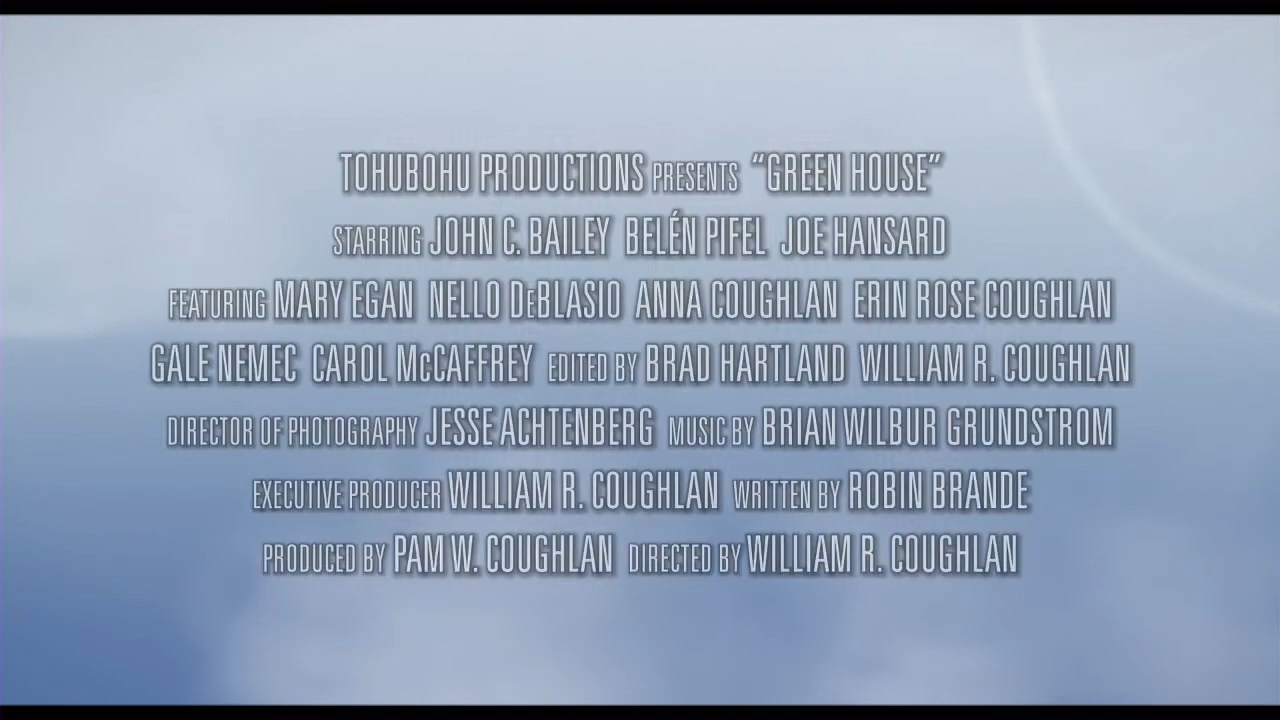 TOHUBOHU PRODUCTIONS PRESENTS “GREEN HOUSE”
STARRING JOHN C. BAILEY BELÉN PIFEL JOE HANSARD
FEATURING MARY EGAN NELLO DeBLASIO ANNA COUGHLAN ERIN ROSE COUGHLAN
GALE NEMEC CAROL McCAFFREY EDITED BY BRAD HARTLAND WILLIAM R. COUGHLAN
DIRECTOR OF PHOTOGRAPHY JESSE ACHTENBERG MUSIC BY BRIAN WILBUR GRUNDSTROM
EXECUTIVE PRODUCER WILLIAM R. COUGHLAN WRITTEN BY ROBIN BRANDE
PRODUCED BY PAM W. COUGHLAN DIRECTED BY WILLIAM R. COUGHLAN